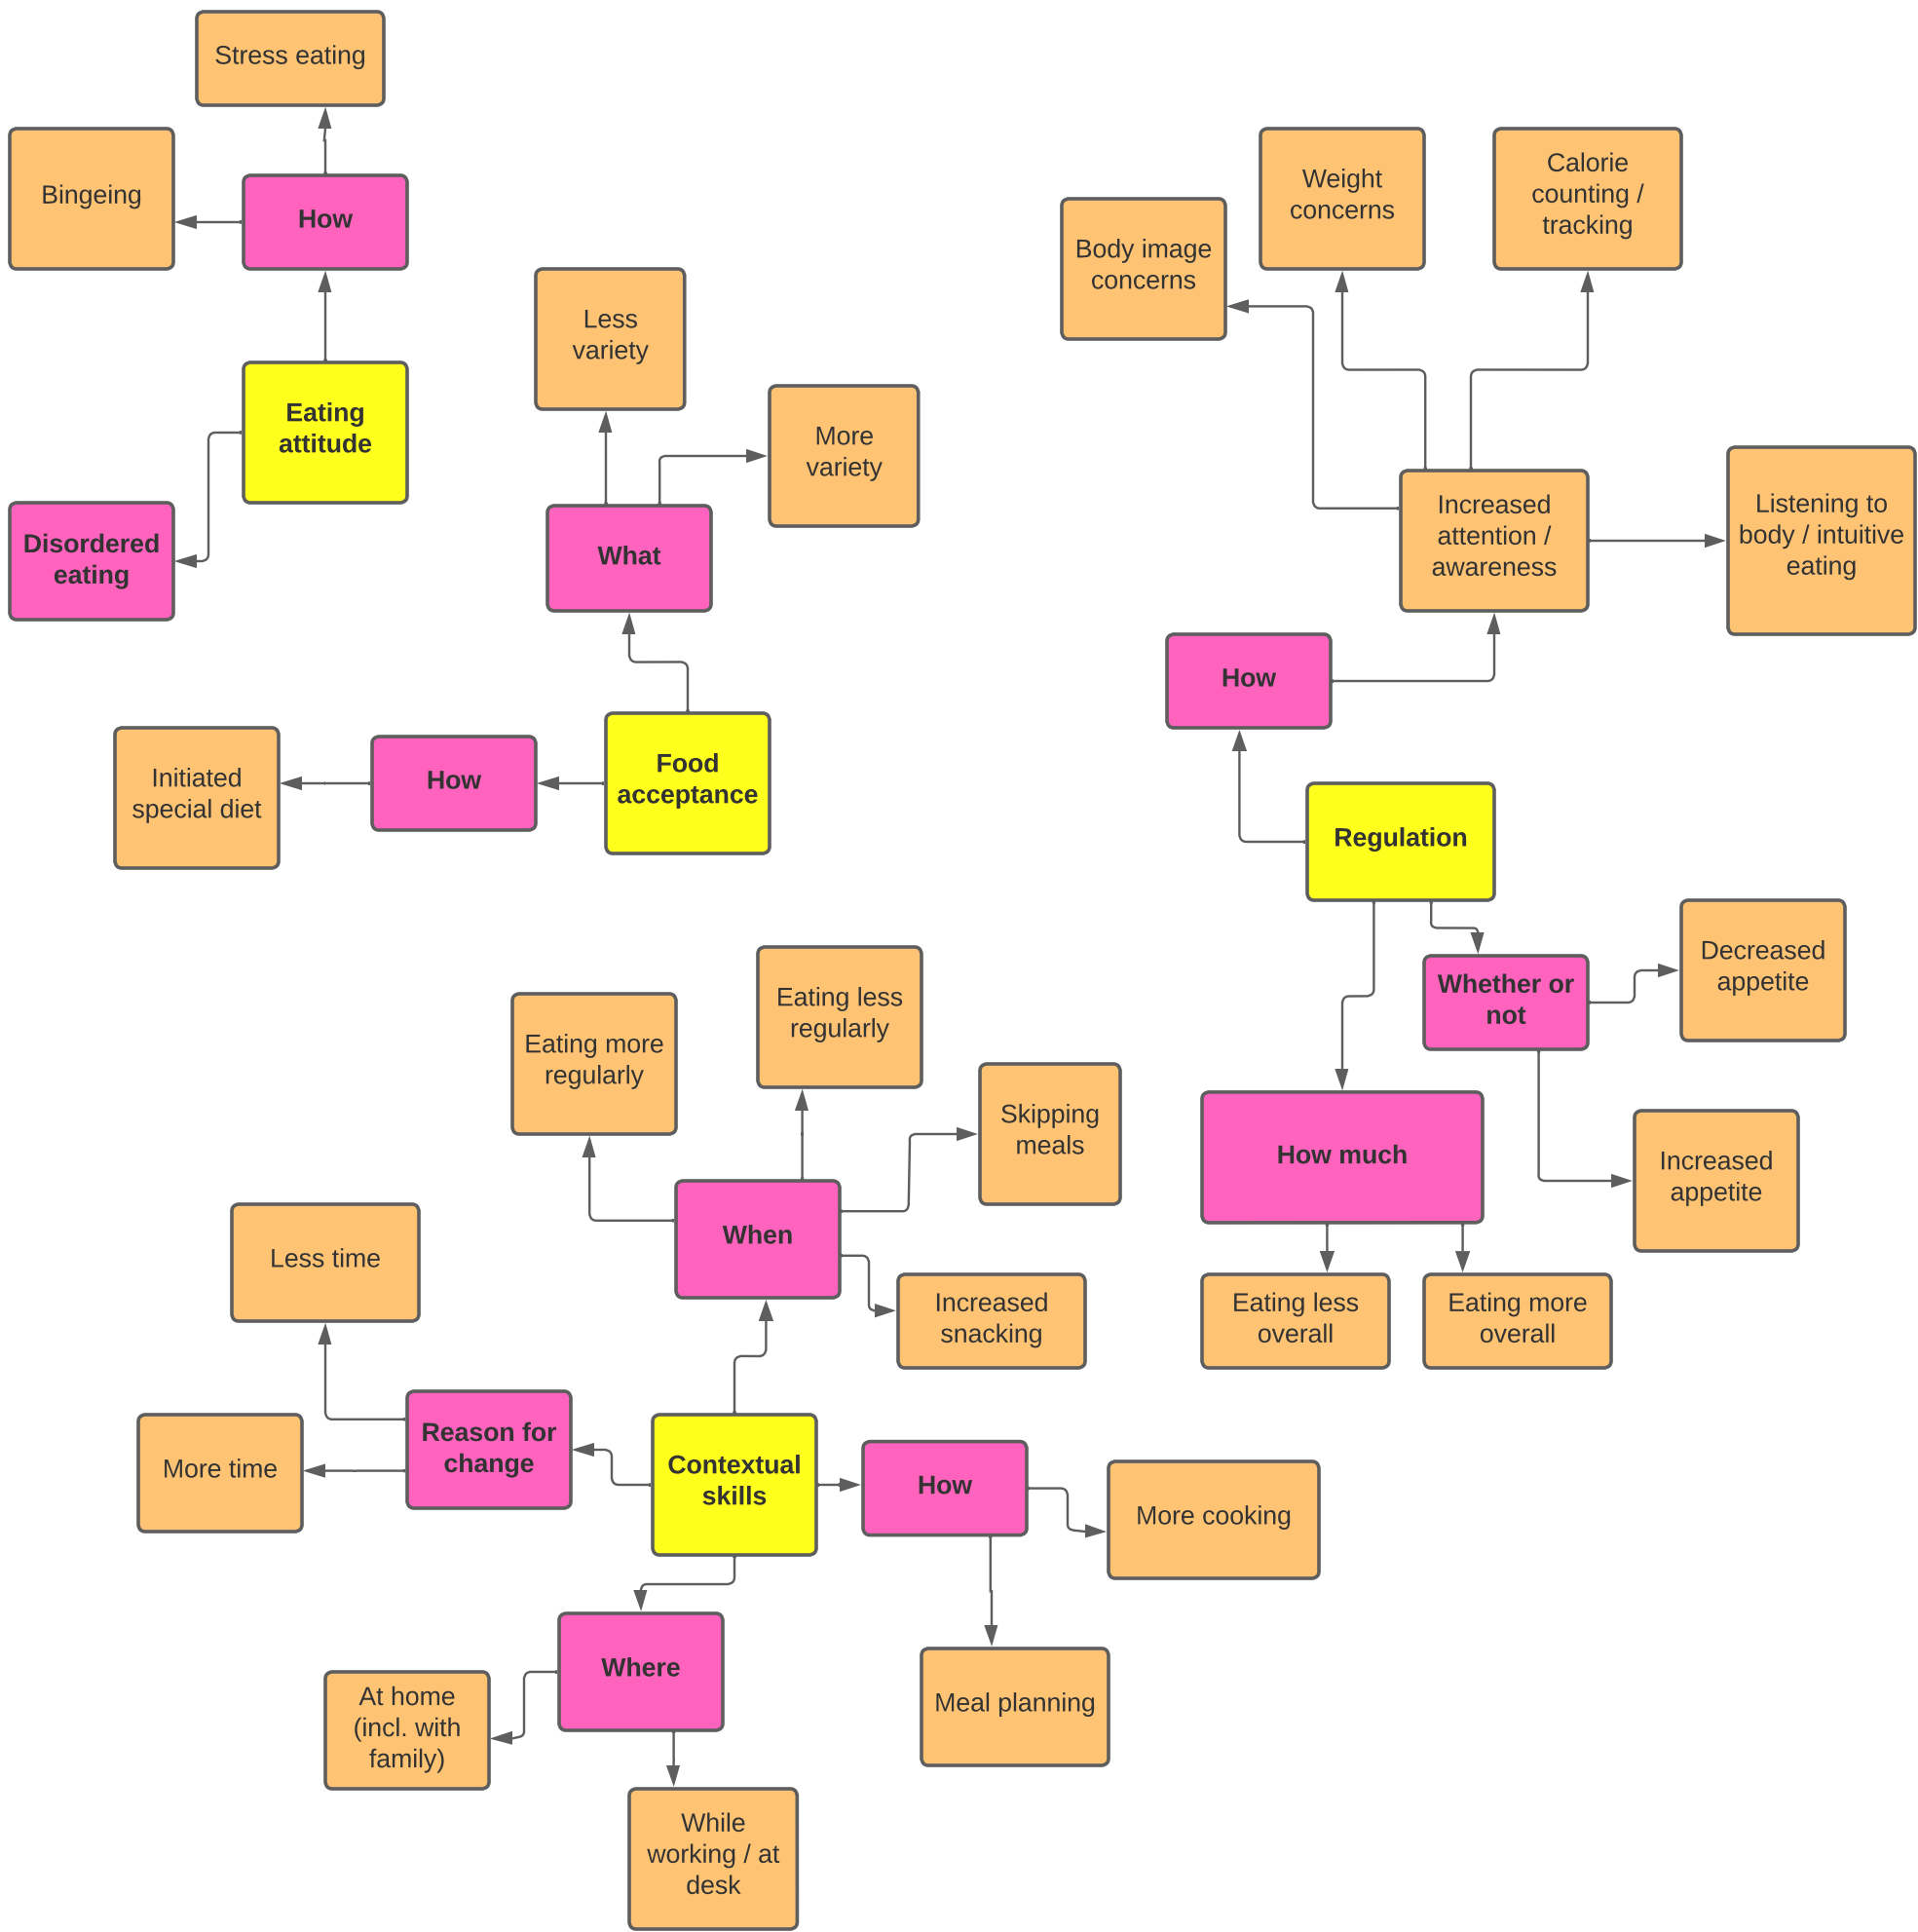 Stress eating
Bingeing
How
Eating
attitude
Disordered
eating
Less
variety
More
variety
What
Food
acceptance
How
Initiated
special diet
Body image
concerns
Weight
concerns
Calorie
counting /
tracking
Increased
attention /
awareness
Listening to
body / intuitive
eating
How
Regulation
Whether or
not
Decreased
appetite
Increased
appetite
How much
Eating less
overall
Eating more
overall
Eating more
regularly
Eating less
regularly
Skipping
meals
When
Increased
snacking
Less time
More time
Reason for
change
Contextual
skills
How
More cooking
Meal planning
Where
At home
(incl. with
family)
While
working / at
desk